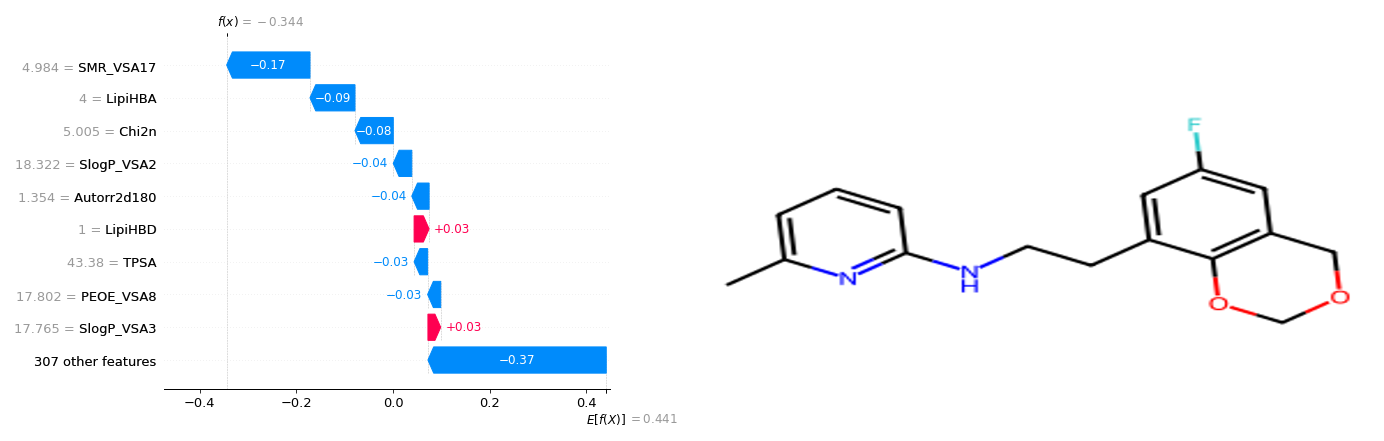 f(x) = −0.344
4.984 = SMR_VSA17
−0.17
4 = LipiHBA
−0.09
5.005 = Chi2n
−0.08
18.322 = SlogP_VSA2
−0.04
1.354 = Autorr2d180
−0.04
1 = LipiHBD
+0.03
43.38 = TPSA
−0.03
17.802 = PEOE_VSA8
−0.03
17.765 = SlogP_VSA3
+0.03
307 other features
−0.37
−0.4 −0.2 0.0 0.2 0.4
E[f(X)] = 0.441
F
N
N
H
O
O